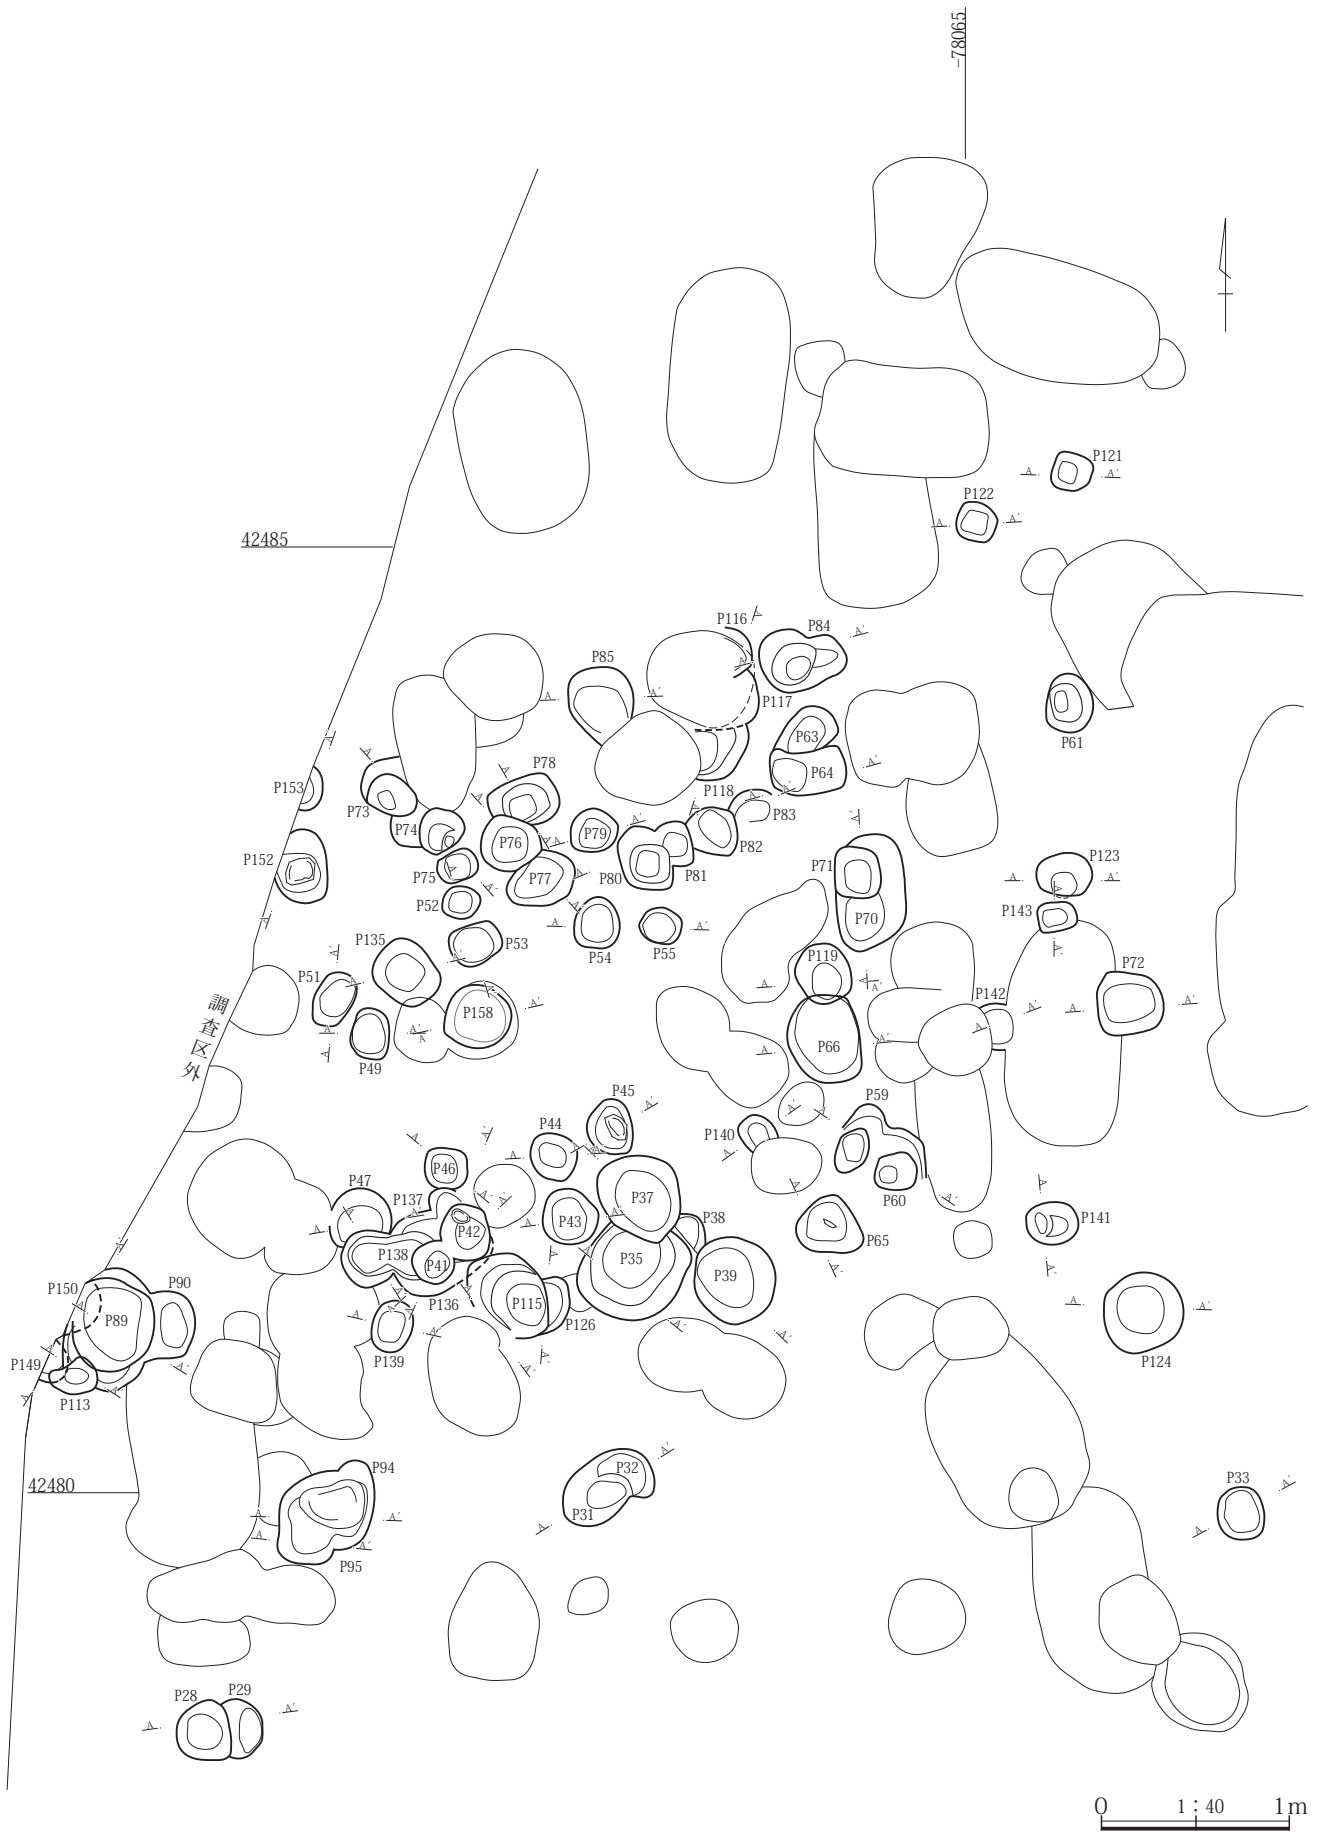 -78065
P121
A
A′
P122
A
A′
42485
P116
A
P84
A′
P85
A
A′
A
P117
P63
P61
A
A
P78
A
P64
A′
P153
P73
P118
A
A′
P74
P79
A′
A
P83
P76
P82
A
P152
P75
P77
A
P80
P81
P71
P123
A
A′
P52
A
P143
A
P70
A
P53
P54
P55
A′
P135
A
P51
A
A′
P119
P72
P158
A′
A
A
A′
P142
A′
A
A′
調査区外
A
A′
A
P49
A
P66
A′
A
P45
A′
P59
A′
A
P44
P140
A
A
A
P46
A
A
P47
P137
P37
P60
A
A′
P43
P38
P141
A
P42
P138
P41
P35
P65
P39
P150
P90
P89
P136
P115
P126
A
A′
A
P139
A′
P124
P149
P113
P94
P32
A′
42480
P31
A
P33
A′
A
A
A
A′
A′
P95
P28
P29
A
A′
0
1:40
1m